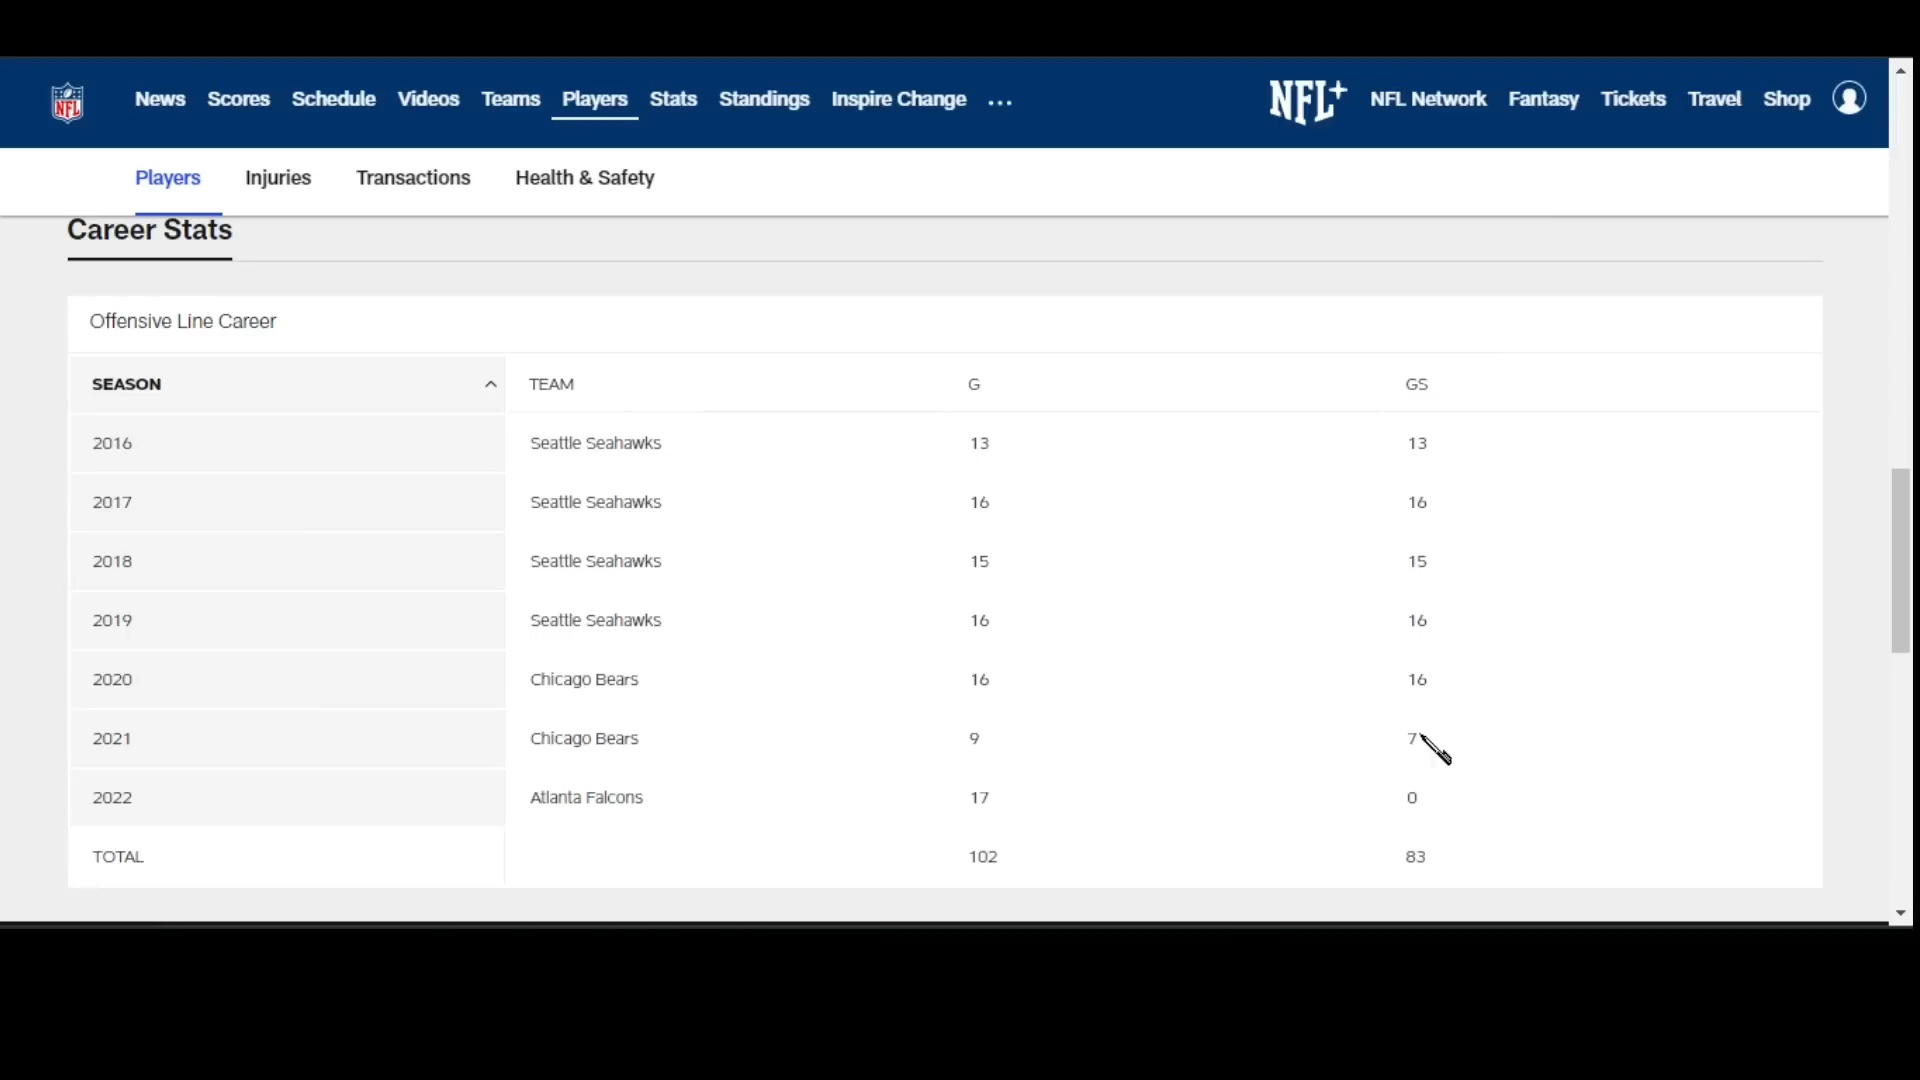 NFL News Scores Schedule Videos Teams Players Stats Standings Inspire Change ... NFL+ NFL Network Fantasy Tickets Travel Shop
Players Injuries Transactions Health & Safety
Career Stats
Offensive Line Career
SEASON TEAM G GS
2016 Seattle Seahawks 13 13
2017 Seattle Seahawks 16 16
2018 Seattle Seahawks 15 15
2019 Seattle Seahawks 16 16
2020 Chicago Bears 16 16
2021 Chicago Bears 9 7
2022 Atlanta Falcons 17 0
TOTAL 102 83